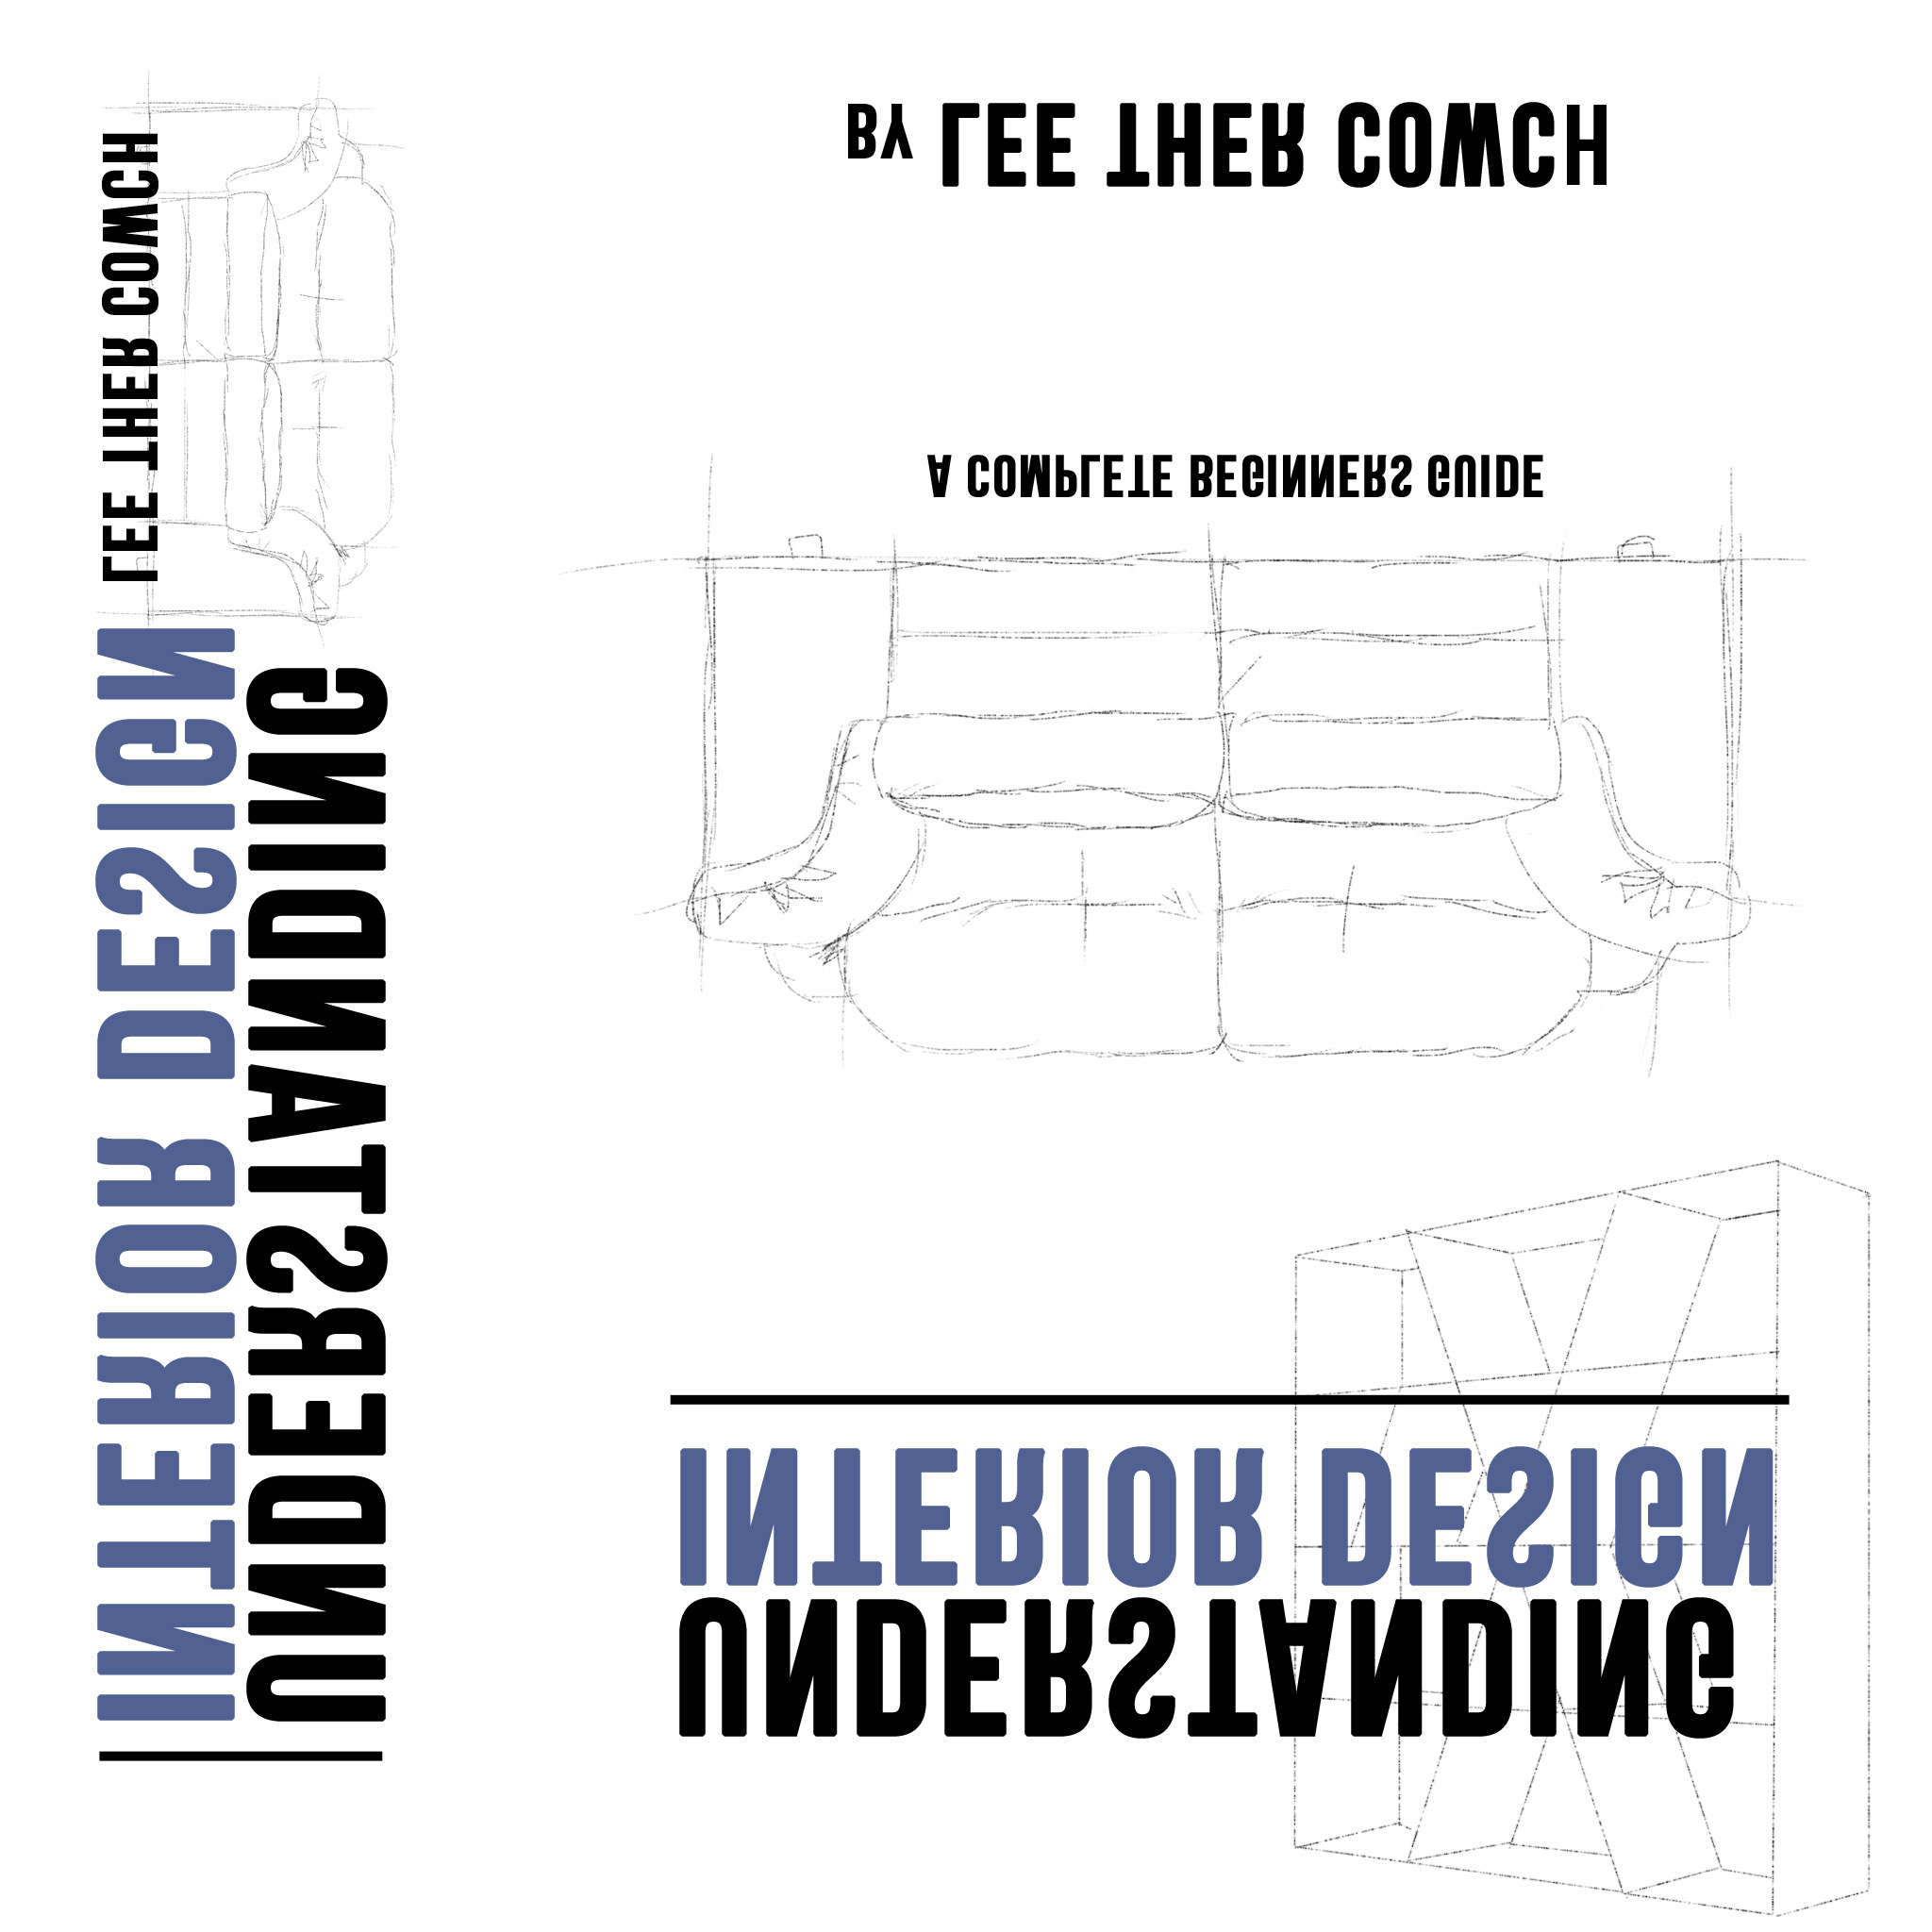 UNDERSTANDING
INTERIOR DESIGN
A COMPLETE BEGINNERS GUIDE
BY LEE THER COWCH
UNDERSTANDING
INTERIOR DESIGN
LEE THER COWCH